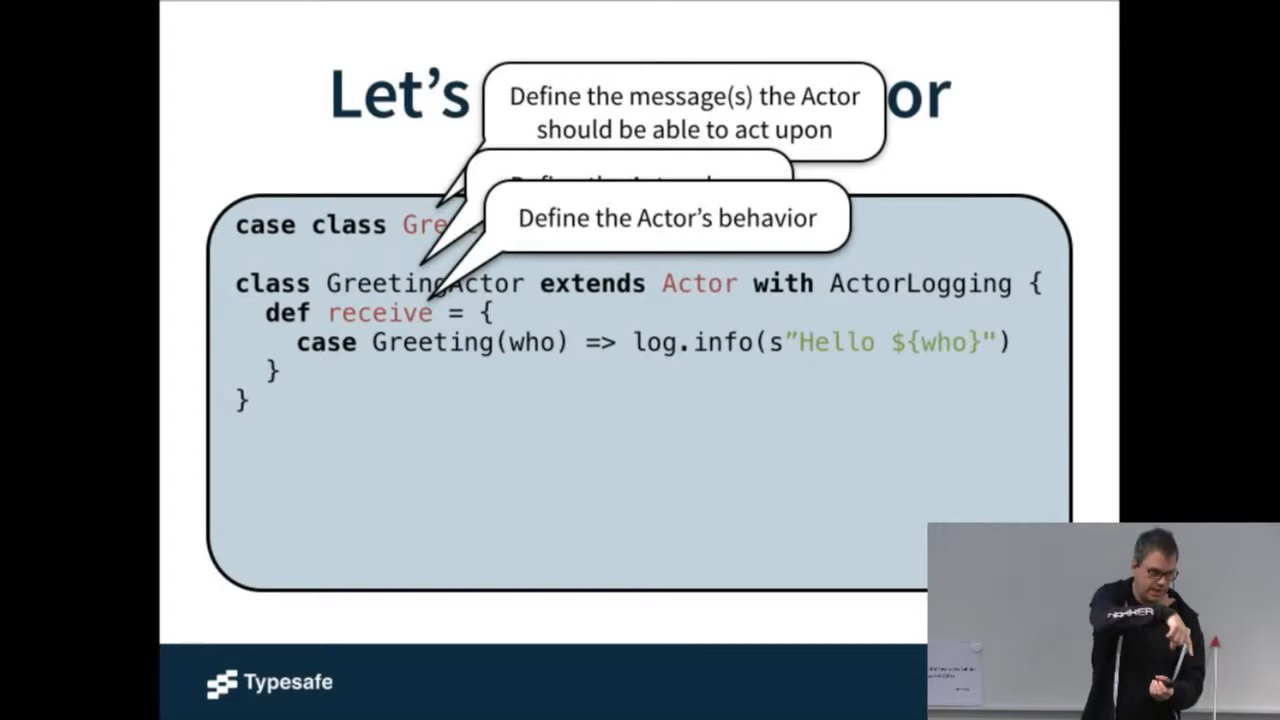 Let's
or
Define the message(s) the Actor
should be able to act upon
Define the Actor's behavior
case class Gre
class GreetingActor extends Actor with ActorLogging {
def receive = {
case Greeting(who) => log.info(s”Hello ${who}")
}
}
Typesafe